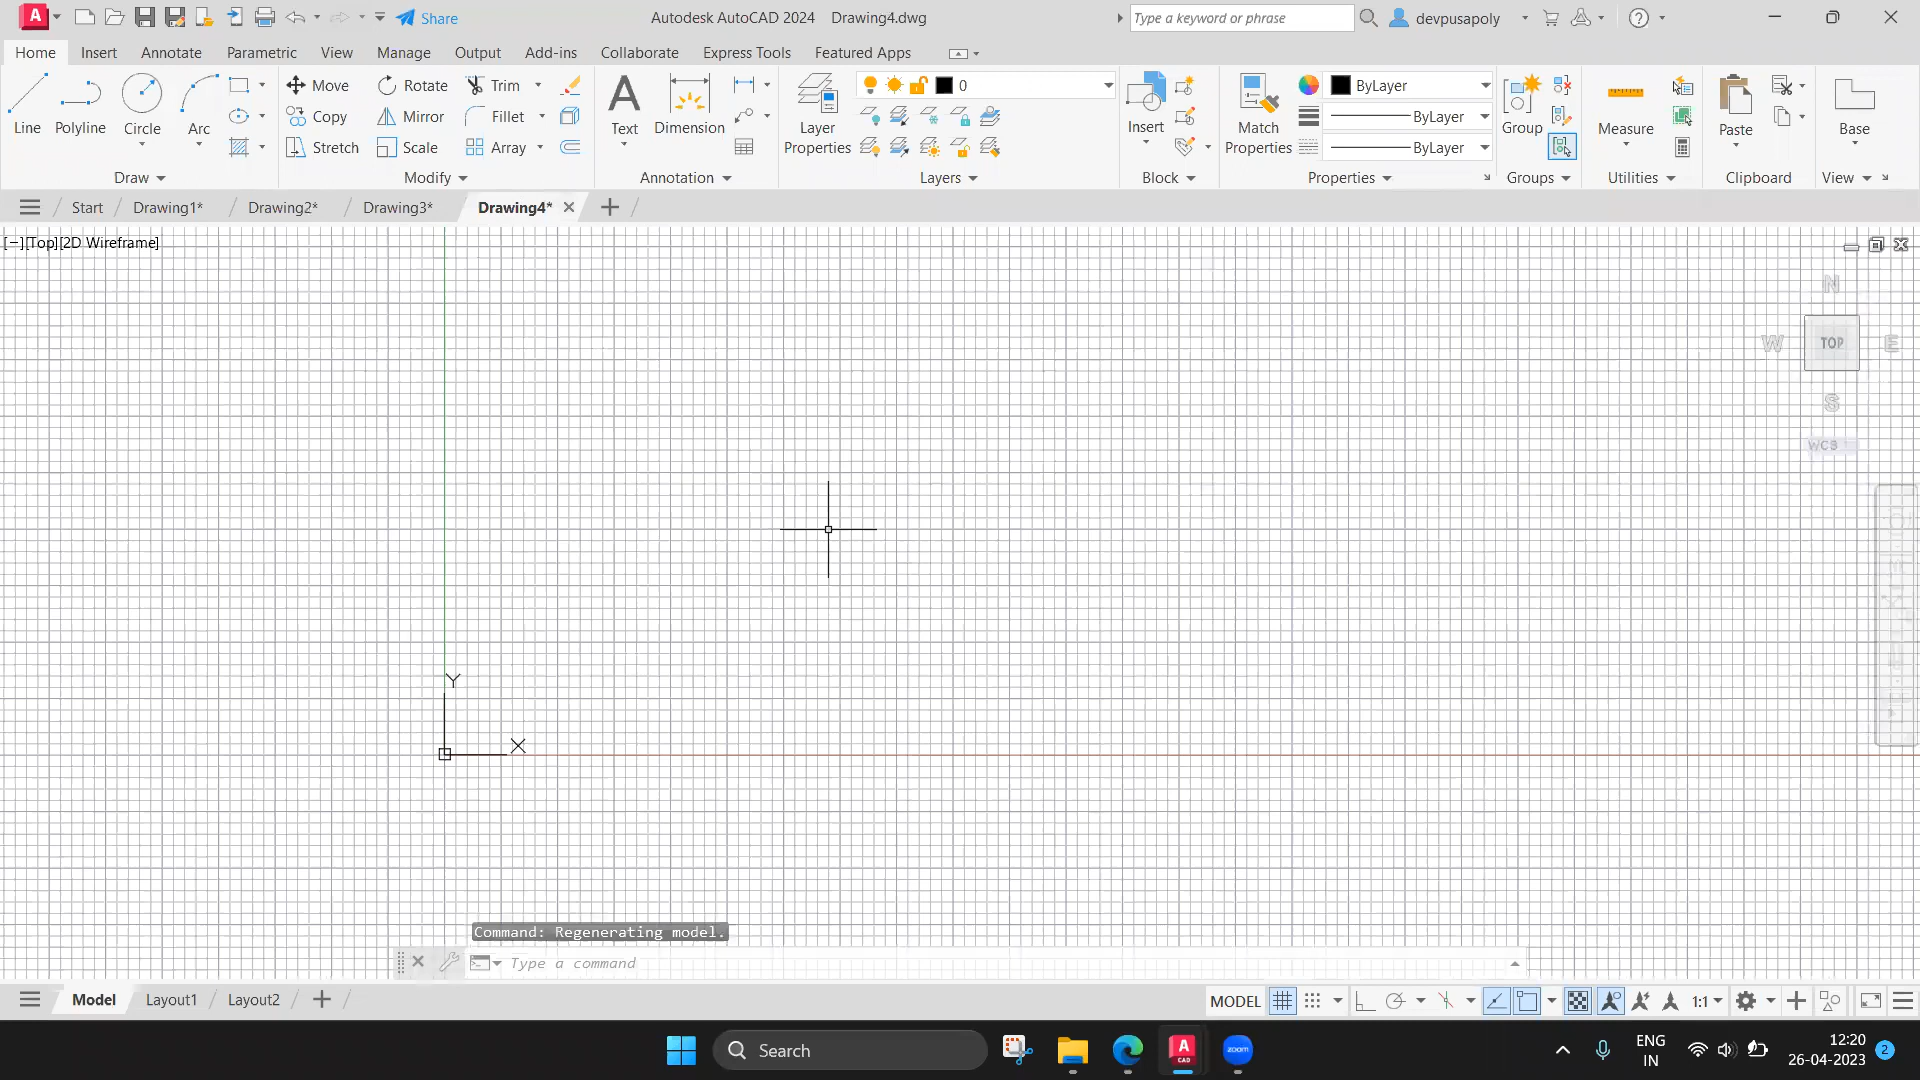 A Share Autodesk AutoCAD 2024 Drawing4.dwg Type a keyword or phrase devpusapoly
Home Insert Annotate Parametric View Manage Output Add-ins Collaborate Express Tools Featured Apps
Line Polyline Circle Arc
Move Rotate Trim
Copy Mirror Fillet
Stretch Scale Array
Text Dimension
Layer Properties
0
Insert
Match Properties
ByLayer
ByLayer
ByLayer
Group
Measure
Paste
Base
Draw Modify Annotation Layers Block Properties Groups Utilities Clipboard View
Start Drawing1* Drawing2* Drawing3* Drawing4*
[−][Top][2D Wireframe]
N
W TOP E
S
WCS
Y
X
Command: Regenerating model.
Type a command
Model Layout1 Layout2 MODEL 1:1
Search
A CAD
zoom
ENG
IN
12:20
26-04-2023
2